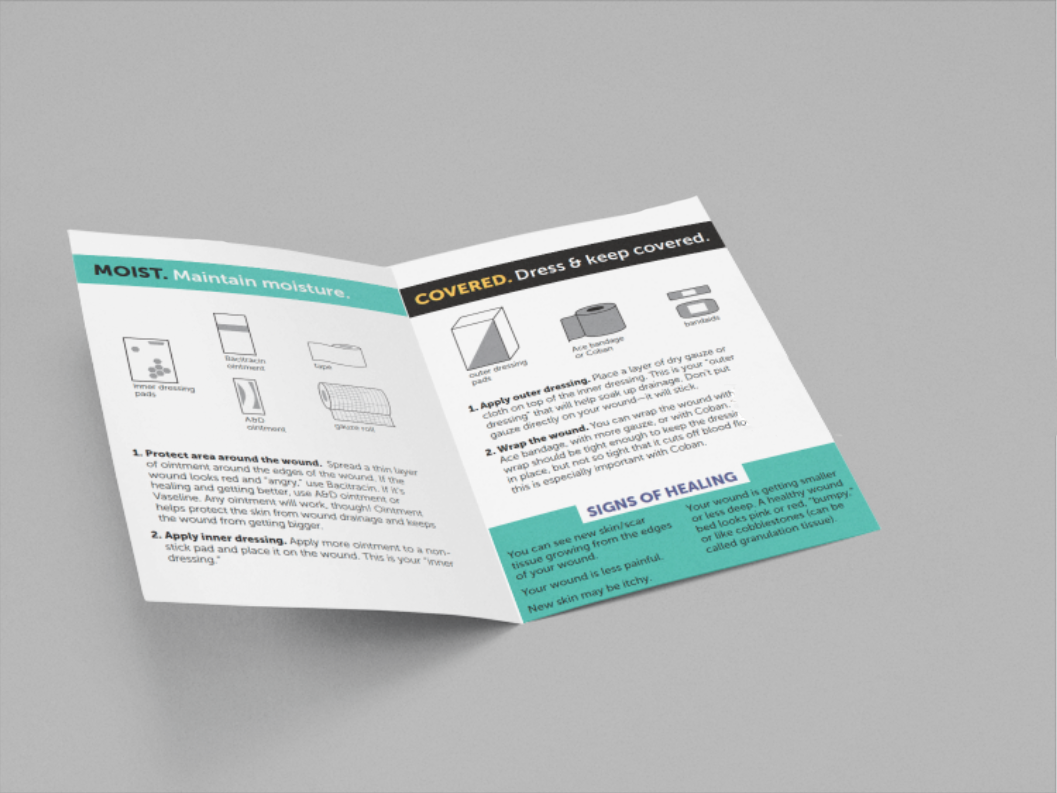 MOIST. Maintain moisture.
inner dressing
pads
Bacitracin
ointment
A&D
ointment
tape
gauze roll
1. Protect area around the wound. Spread a thin layer
of ointment around the edges of the wound. If the
wound looks red and "angry," use Bacitracin. If it's
healing and getting better, use A&D ointment or
Vaseline. Any ointment will work, though! Ointment
helps protect the skin from wound drainage and keeps
the wound from getting bigger.
2. Apply inner dressing. Apply more ointment to a non-
stick pad and place it on the wound. This is your "inner
dressing."
COVERED. Dress & keep covered.
outer dressing
pads
Ace bandage
or Coban
bandaids
1. Apply outer dressing. Place a layer of dry gauze or
cloth on top of the inner dressing. This is your "outer
dressing" that will help soak up drainage. Don't put
gauze directly on your wound—it will stick.
2. Wrap the wound. You can wrap the wound with
Ace bandage, with more gauze, or with Coban.
wrap should be tight enough to keep the dressin
in place, but not so tight that it cuts off blood flo
this is especially important with Coban.
SIGNS OF HEALING
You can see new skin/scar
tissue growing from the edges
of your wound.
Your wound is less painful.
New skin may be itchy.
Your wound is getting smaller
or less deep. A healthy wound
bed looks pink or red, "bumpy,"
or like cobblestones (can be
called granulation tissue).